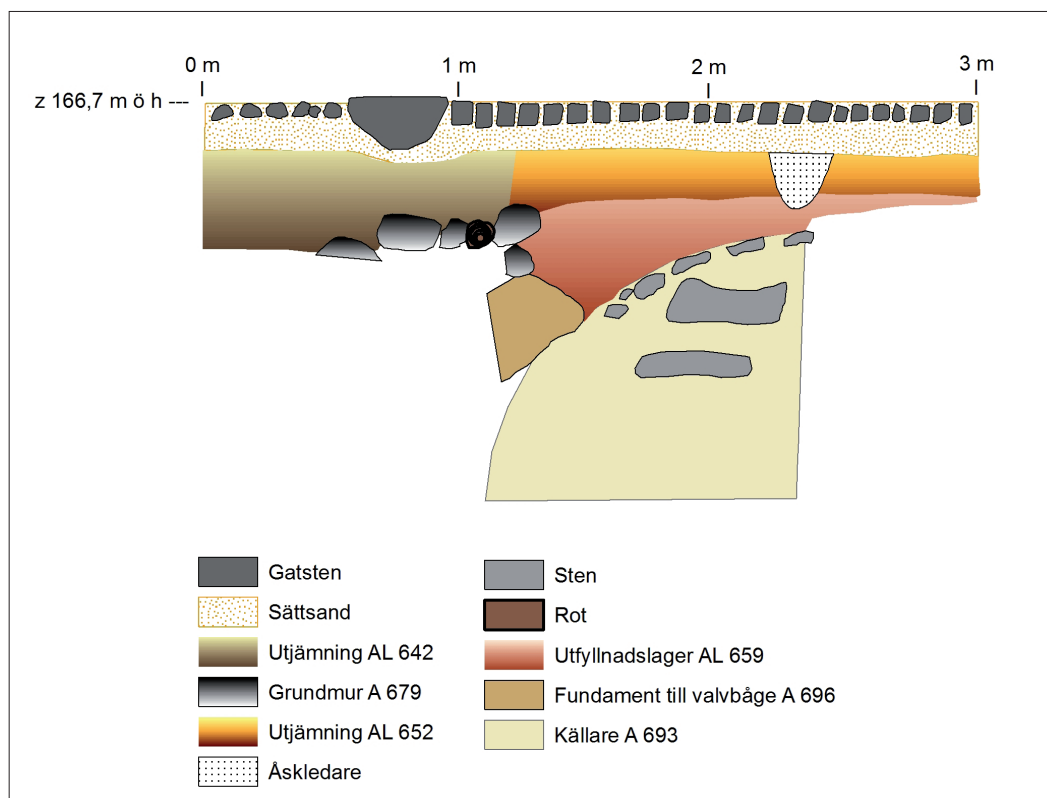 0 m 1 m 2 m 3 m
z 166,7 m ö h ---
Gatsten
Sättsand
Utjämning AL 642
Grundmur A 679
Utjämning AL 652
Åskledare
Sten
Rot
Utfyllnadslager AL 659
Fundament till valvbåge A 696
Källare A 693